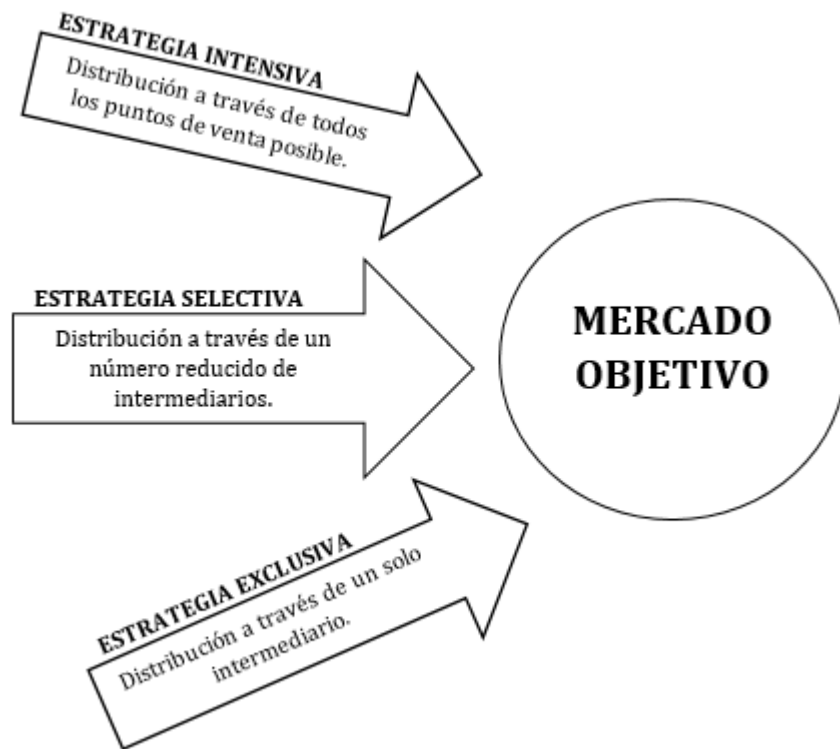 ESTRATEGIA INTENSIVA
Distribución a través de todos
los puntos de venta posible.
ESTRATEGIA SELECTIVA
Distribución a través de un
número reducido de
intermediarios.
MERCADO
OBJETIVO
ESTRATEGIA EXCLUSIVA
Distribución a través de un solo
intermediario.